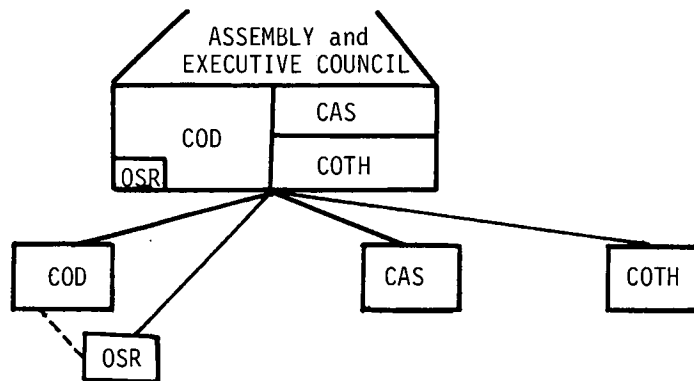 ASSEMBLY and
EXECUTIVE COUNCIL
CAS
COD
COTH
OSR
COD
CAS
COTH
OSR